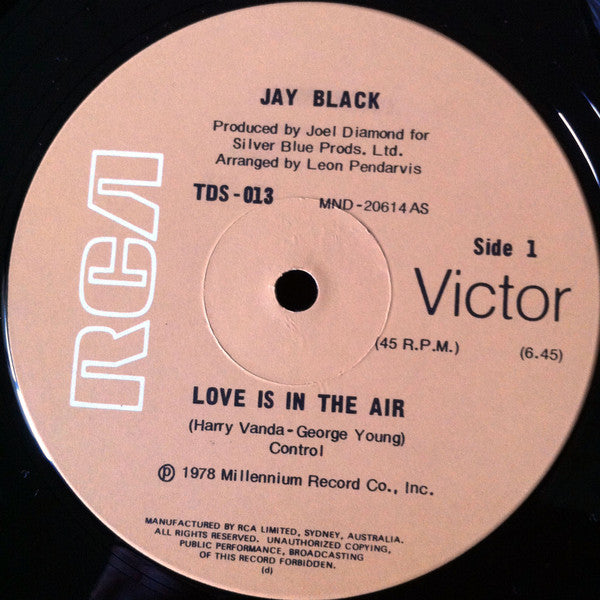 JAY BLACK
Produced by Joel Diamond for
Silver Blue Prods. Ltd.
Arranged by Leon Pendarvis
TDS-013 MND-20614 AS
RCA
Side 1
Victor
(45 R.P.M.) (6.45)
LOVE IS IN THE AIR
(Harry Vanda-George Young)
Control
℗ 1978 Millennium Record Co., Inc.
MANUFACTURED BY RCA LIMITED, SYDNEY, AUSTRALIA.
ALL RIGHTS RESERVED. UNAUTHORIZED COPYING,
PUBLIC PERFORMANCE, BROADCASTING
OF THIS RECORD FORBIDDEN.
(d)